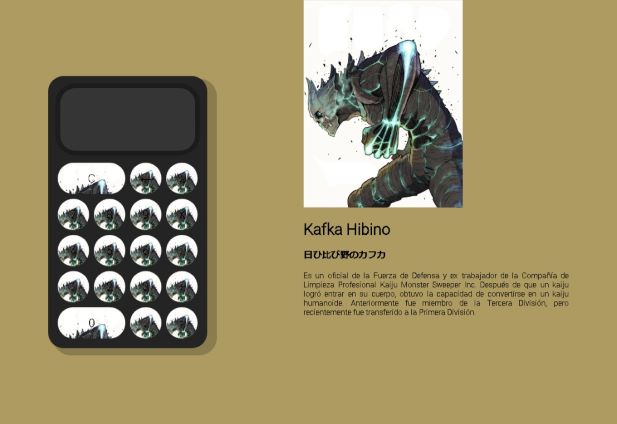 C
0
Kafka Hibino
日ひ比び野のカフカ
Es un oficial de la Fuerza de Defensa y ex trabajador de la Compañía de
Limpieza Profesional Kaiju Monster Sweeper Inc. Después de que un kaiju
logró entrar en su cuerpo, obtuvo la capacidad de convertirse en un kaiju
humanoide. Anteriormente fue miembro de la Tercera División, pero
recientemente fue transferido a la Primera División.